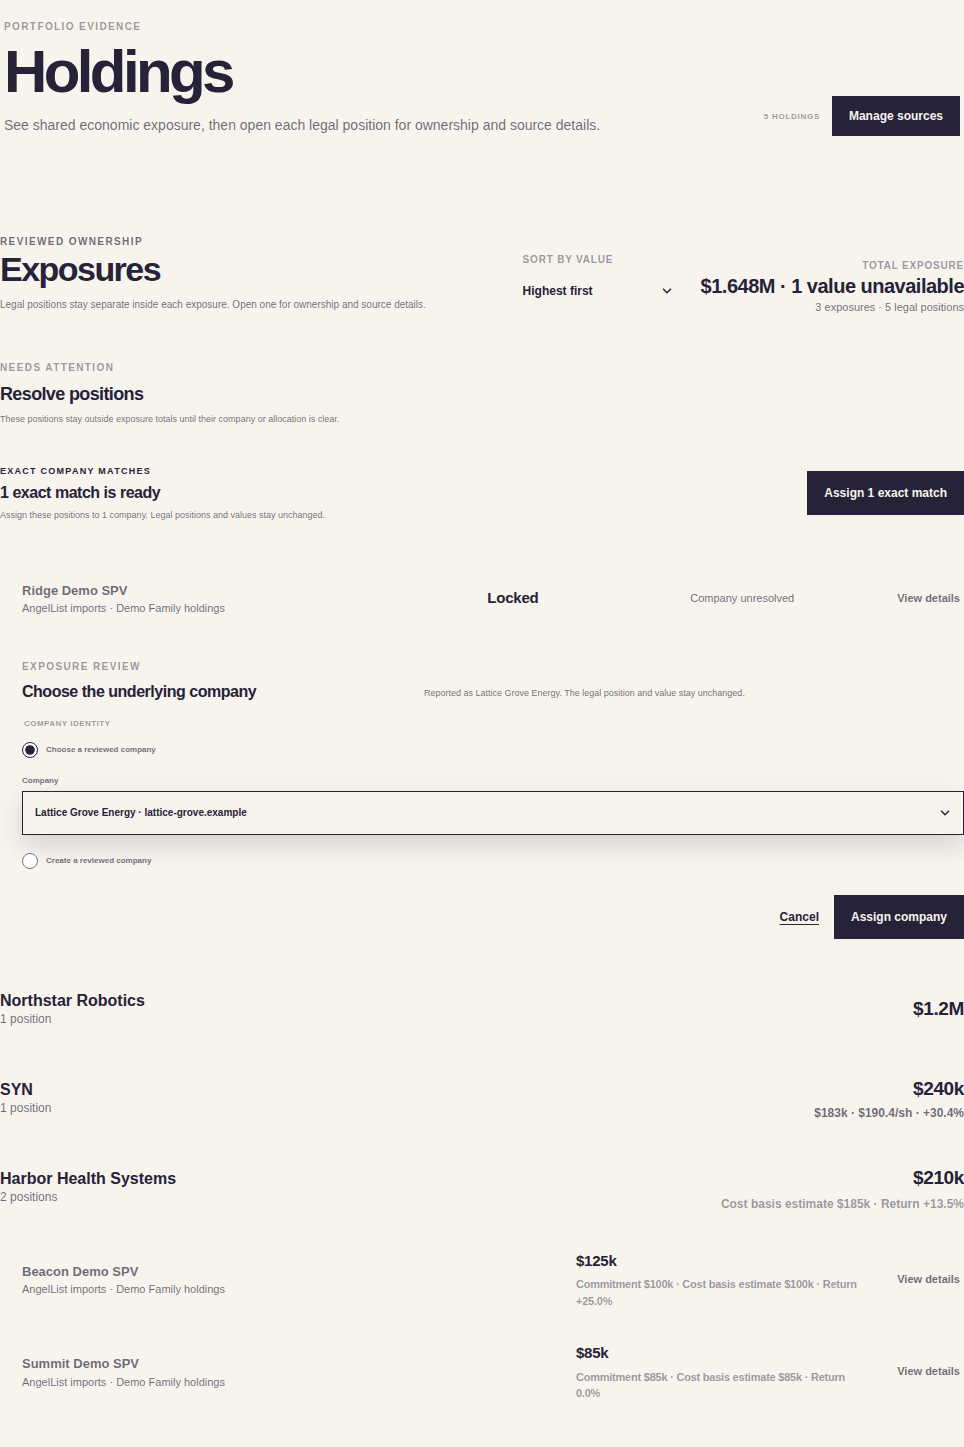 PORTFOLIO EVIDENCE
Holdings
See shared economic exposure, then open each legal position for ownership and source details.
5 HOLDINGS
Manage sources
REVIEWED OWNERSHIP
Exposures
Legal positions stay separate inside each exposure. Open one for ownership and source details.
SORT BY VALUE
Highest first
TOTAL EXPOSURE
$1.648M · 1 value unavailable
3 exposures · 5 legal positions
NEEDS ATTENTION
Resolve positions
These positions stay outside exposure totals until their company or allocation is clear.
EXACT COMPANY MATCHES
1 exact match is ready
Assign these positions to 1 company. Legal positions and values stay unchanged.
Assign 1 exact match
Ridge Demo SPV
AngelList imports · Demo Family holdings
Locked
Company unresolved
View details
EXPOSURE REVIEW
Choose the underlying company
Reported as Lattice Grove Energy. The legal position and value stay unchanged.
COMPANY IDENTITY
Choose a reviewed company
Company
Lattice Grove Energy · lattice-grove.example
Create a reviewed company
Cancel
Assign company
Northstar Robotics
1 position
$1.2M
SYN
1 position
$240k
$183k · $190.4/sh · +30.4%
Harbor Health Systems
2 positions
$210k
Cost basis estimate $185k · Return +13.5%
Beacon Demo SPV
AngelList imports · Demo Family holdings
$125k
Commitment $100k · Cost basis estimate $100k · Return
+25.0%
View details
Summit Demo SPV
AngelList imports · Demo Family holdings
$85k
Commitment $85k · Cost basis estimate $85k · Return
0.0%
View details